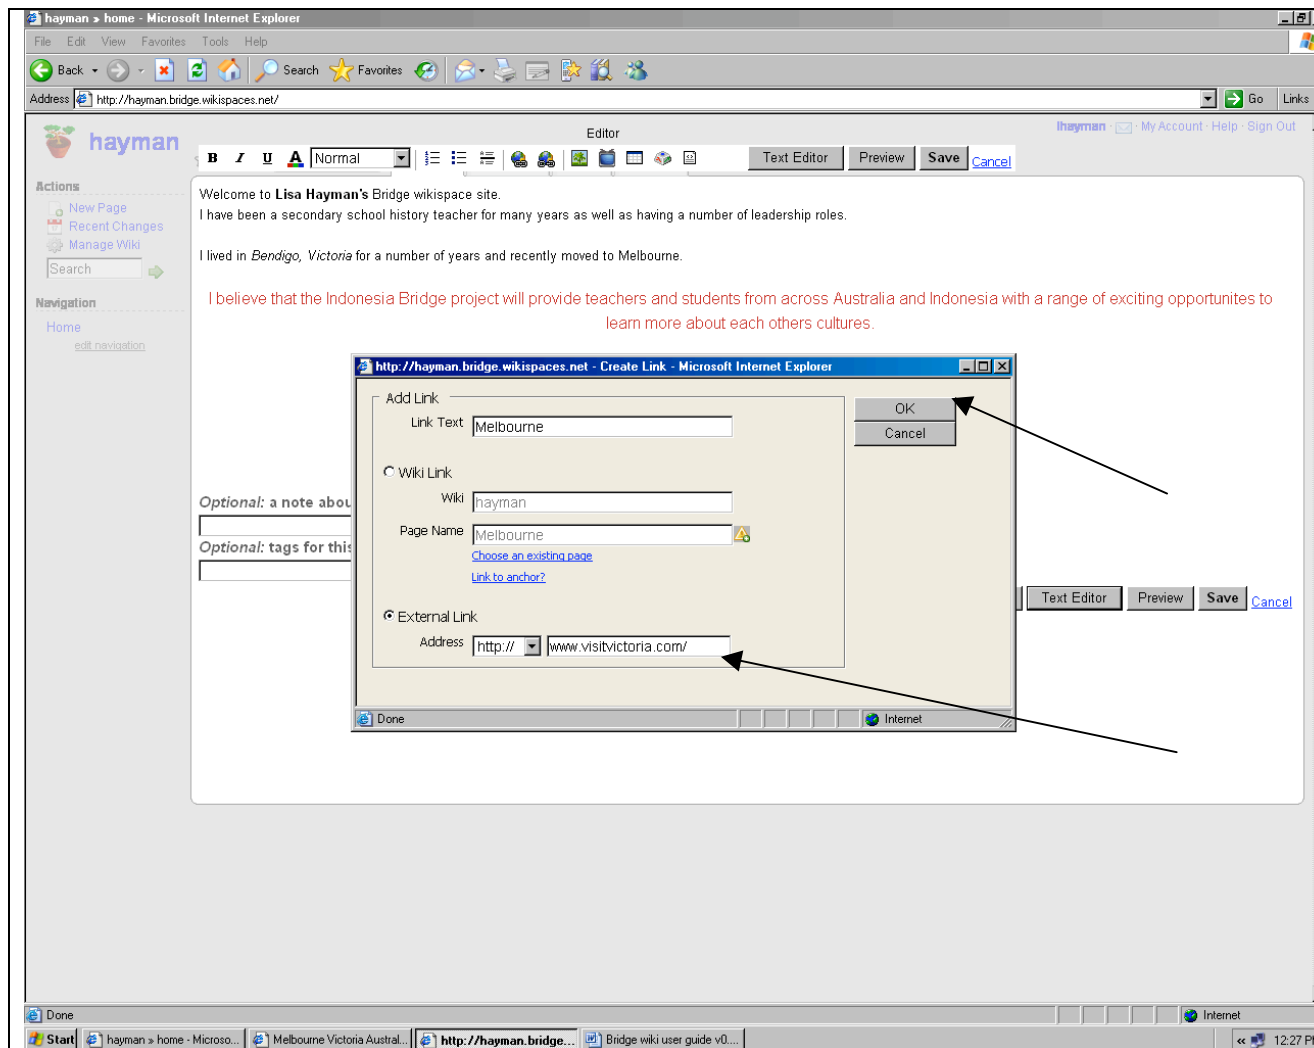 hayman » home - Microsoft Internet Explorer
File Edit View Favorites Tools Help
Back Search Favorites
Address http://hayman.bridge.wikispaces.net/ Go Links
hayman
lhayman · My Account · Help · Sign Out
Editor
B I U A Normal Text Editor Preview Save Cancel
Actions
New Page
Recent Changes
Manage Wiki
Search
Navigation
Home
edit navigation
Welcome to Lisa Hayman's Bridge wikispace site.
I have been a secondary school history teacher for many years as well as having a number of leadership roles.
I lived in Bendigo, Victoria for a number of years and recently moved to Melbourne.
I believe that the Indonesia Bridge project will provide teachers and students from across Australia and Indonesia with a range of exciting opportunites to
learn more about each others cultures.
http://hayman.bridge.wikispaces.net - Create Link - Microsoft Internet Explorer
Add Link
Link Text Melbourne
OK
Cancel
Wiki Link
Wiki hayman
Page Name Melbourne
Choose an existing page
Link to anchor?
External Link
Address http:// www.visitvictoria.com/
Done Internet
Optional: a note abou
Optional: tags for this
Text Editor Preview Save Cancel
Done Internet
Start hayman » home - Microso... Melbourne Victoria Austral... http://hayman.bridge... Bridge wiki user guide v0.... « 12:27 P